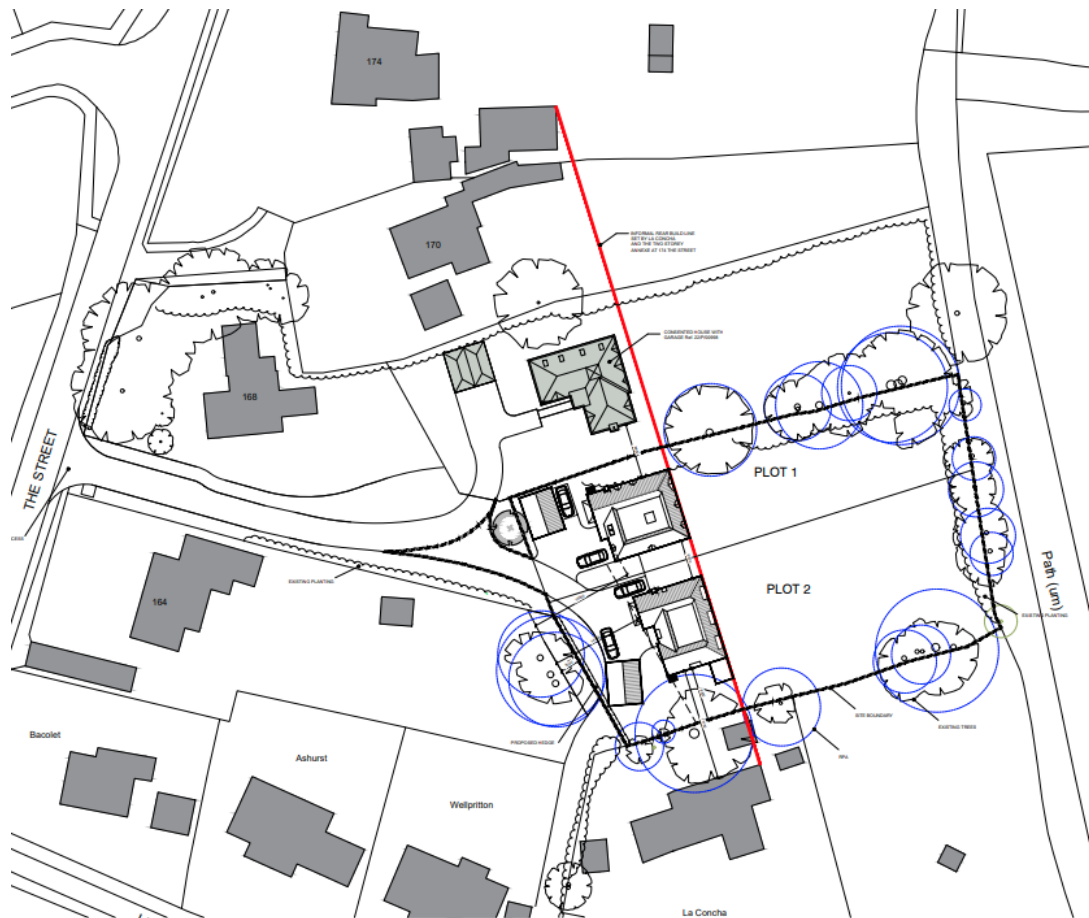 174
INFORMAL REAR BUILD LINE
SET BY LA CONCHA
AND THE TWO STOREY
ANNEXE AT 174 THE STREET
170
CONSENTED HOUSE WITH
168
THE STREET
PLOT 1
EXISTING PLANTING
PLOT 2
Path (um)
164
EXISTING PLANTING
SITE BOUNDARY
EXISTING TREES
PROPOSED HEDGE
RPA
Bacolet
Ashurst
Wellpritton
La Concha